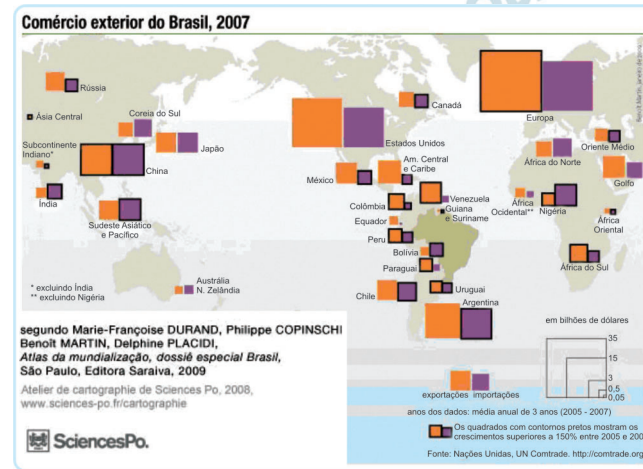 Comércio exterior do Brasil, 2007
Rússia
Canadá
Europa
Ásia Central
Coreia do Sul
Japão
Estados Unidos
Oriente Médio
Subcontinente
Indiano*
China
México
Am. Central
e Caribe
África do Norte
Golfo
Índia
Colômbia
Venezuela
Guiana
e Suriname
África
Ocidental**
Nigéria
África
Oriental
Sudeste Asiático
e Pacífico
Equador
Peru
Bolívia
Paraguai
África do Sul
* excluindo Índia
** excluindo Nigéria
Austrália
N. Zelândia
Chile
Uruguai
Argentina
em bilhões de dólares
35
15
3
0,5
0,05
exportações importações
anos dos dados: média anual de 3 anos (2005 - 2007)
Os quadrados com contornos pretos mostram os
crescimentos superiores a 150% entre 2005 e 200
Fonte: Nações Unidas, UN Comtrade. http://comtrade.org
segundo Marie-Françoise DURAND, Philippe COPINSCHI
Benoît MARTIN, Delphine PLACIDI,
Atlas da mundialização, dossiê especial Brasil,
São Paulo, Editora Saraiva, 2009
Atelier de cartographie de Sciences Po, 2008,
www.sciences-po.fr/cartographie
SciencesPo.